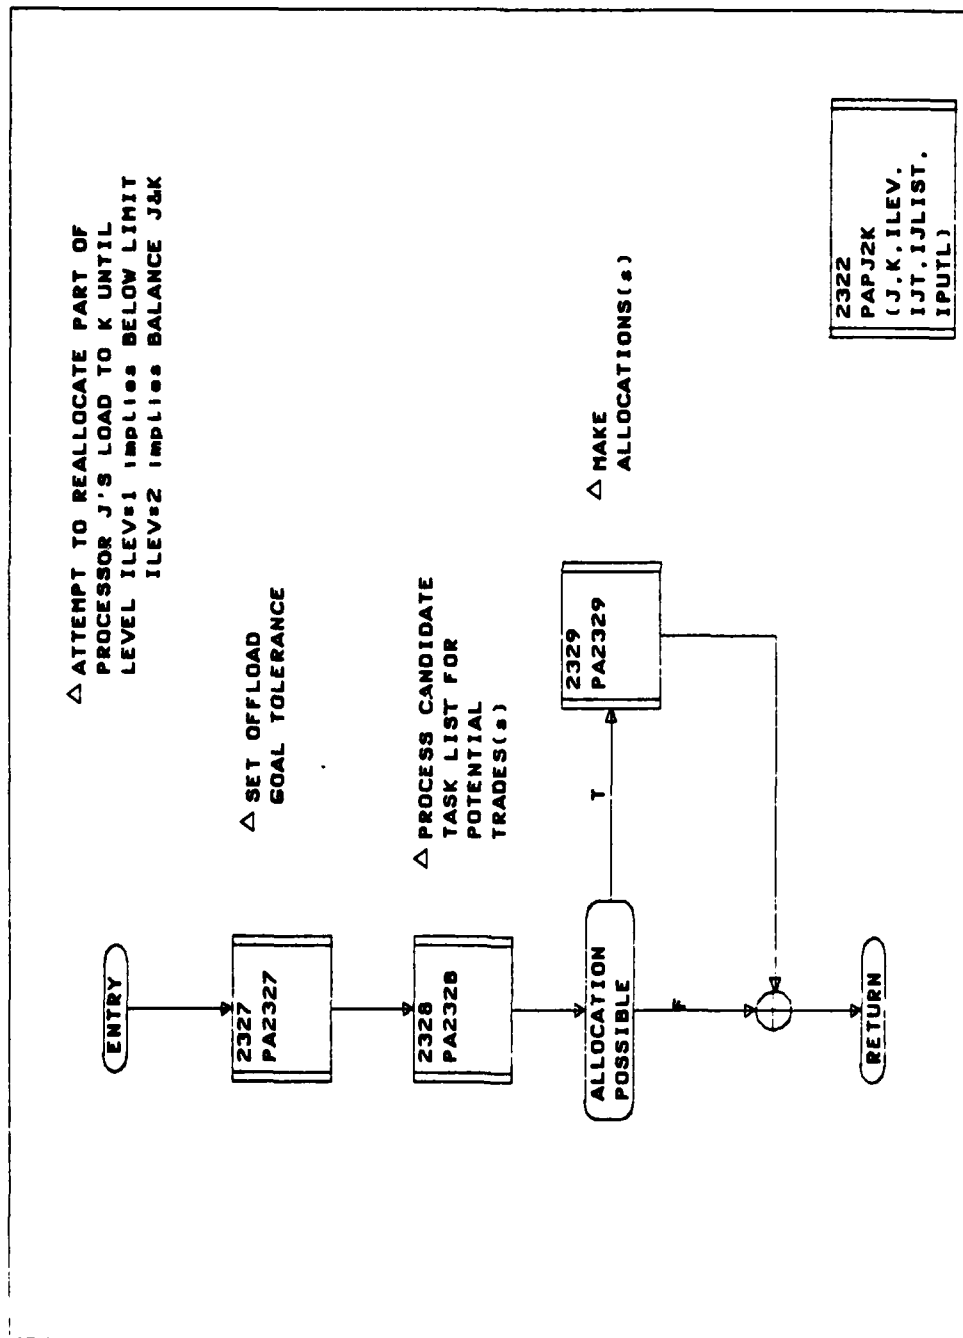 △ ATTEMPT TO REALLOCATE PART OF
PROCESSOR J'S LOAD TO K UNTIL
LEVEL ILEV=1 implies BELOW LIMIT
ILEV=2 implies BALANCE J&K
ENTRY
2327
PA2327
△ SET OFFLOAD
GOAL TOLERANCE
2328
PA2328
△ PROCESS CANDIDATE
TASK LIST FOR
POTENTIAL
TRADES(s)
ALLOCATION
POSSIBLE
T
F
2329
PA2329
△ MAKE
ALLOCATIONS(s)
RETURN
2322
PAPJ2K
(J,K,ILEV,
IJT,IJLIST,
IPUTL)